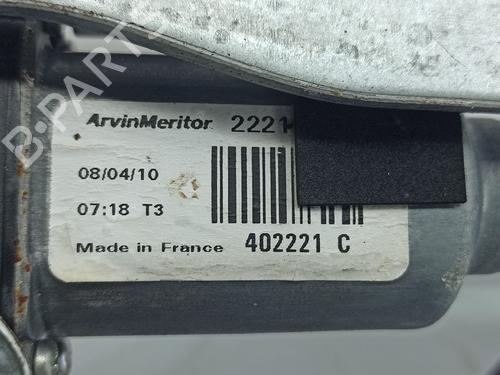 ArvinMeritor 2221
08/04/10
07:18 T3
Made in France 402221 C
B-PARTS